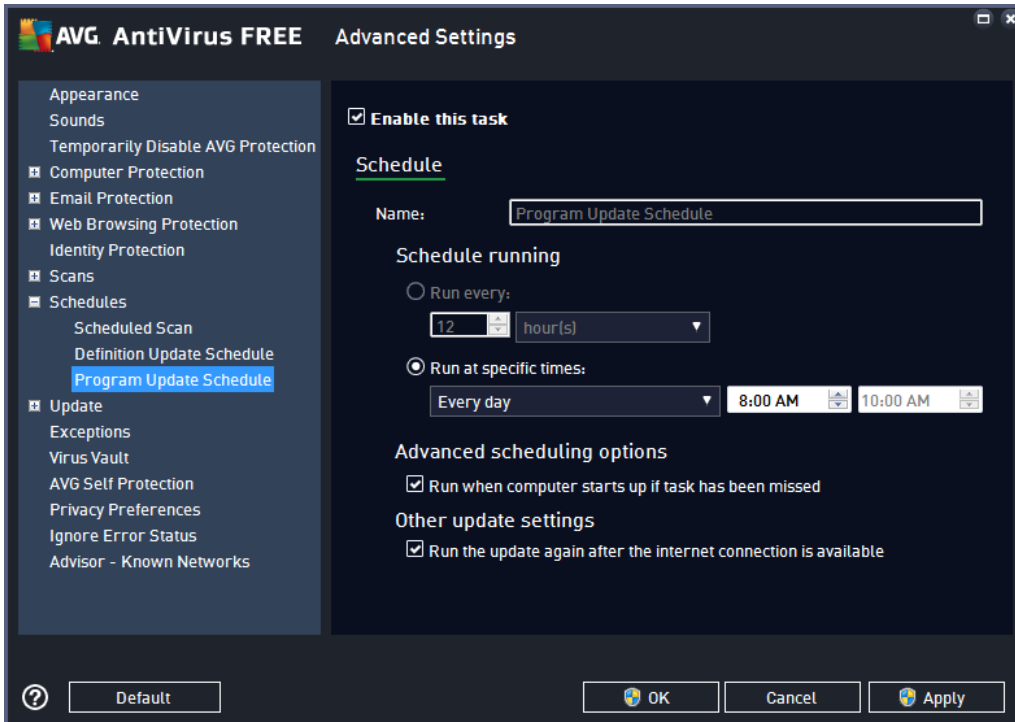 AVG. AntiVirus FREE Advanced Settings
Appearance
Sounds
Temporarily Disable AVG Protection
Computer Protection
Email Protection
Web Browsing Protection
Identity Protection
Scans
Schedules
Scheduled Scan
Definition Update Schedule
Program Update Schedule
Update
Exceptions
Virus Vault
AVG Self Protection
Privacy Preferences
Ignore Error Status
Advisor - Known Networks
Enable this task
Schedule
Name: Program Update Schedule
Schedule running
Run every:
12 hour(s)
Run at specific times:
Every day 8:00 AM 10:00 AM
Advanced scheduling options
Run when computer starts up if task has been missed
Other update settings
Run the update again after the internet connection is available
? Default OK Cancel Apply